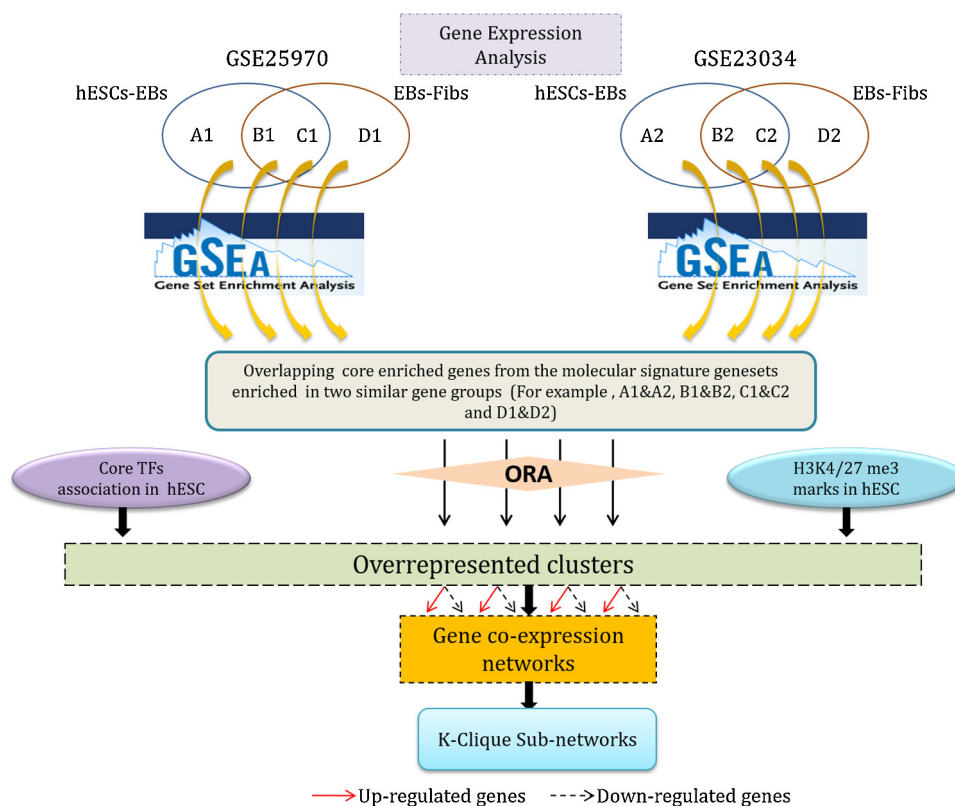 Gene Expression
Analysis
GSE25970
GSE23034
hESCs-EBs
EBs-Fibs
hESCs-EBs
EBs-Fibs
A1
B1
C1
D1
A2
B2
C2
D2
GSEA
Gene Set Enrichment Analysis
GSEA
Gene Set Enrichment Analysis
Overlapping core enriched genes from the molecular signature genesets
enriched in two similar gene groups (For example , A1&A2, B1&B2, C1&C2
and D1&D2)
Core TFs
association in hESC
ORA
H3K4/27 me3
marks in hESC
Overrepresented clusters
Gene co-expression
networks
K-Clique Sub-networks
Up-regulated genes
Down-regulated genes